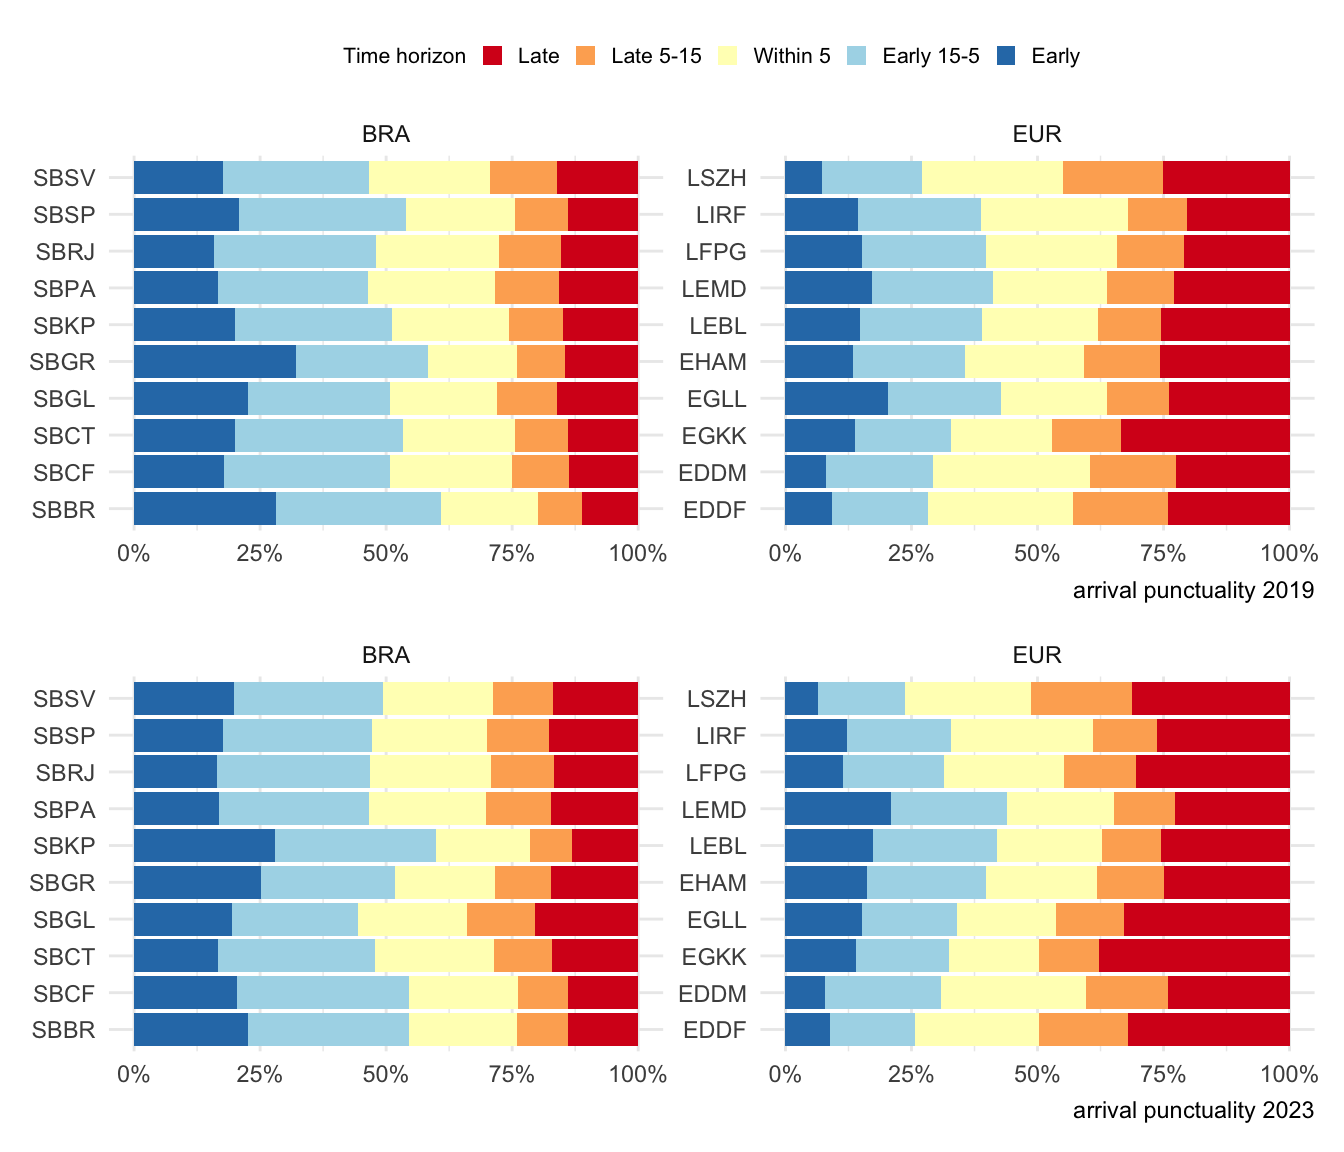 Time horizon Late Late 5-15 Within 5 Early 15-5 Early
BRA
SBSV
SBSP
SBRJ
SBPA
SBKP
SBGR
SBGL
SBCT
SBCF
SBBR
0% 25% 50% 75% 100%
EUR
LSZH
LIRF
LFPG
LEMD
LEBL
EHAM
EGLL
EGKK
EDDM
EDDF
0% 25% 50% 75% 100%
arrival punctuality 2019
BRA
SBSV
SBSP
SBRJ
SBPA
SBKP
SBGR
SBGL
SBCT
SBCF
SBBR
0% 25% 50% 75% 100%
EUR
LSZH
LIRF
LFPG
LEMD
LEBL
EHAM
EGLL
EGKK
EDDM
EDDF
0% 25% 50% 75% 100%
arrival punctuality 2023